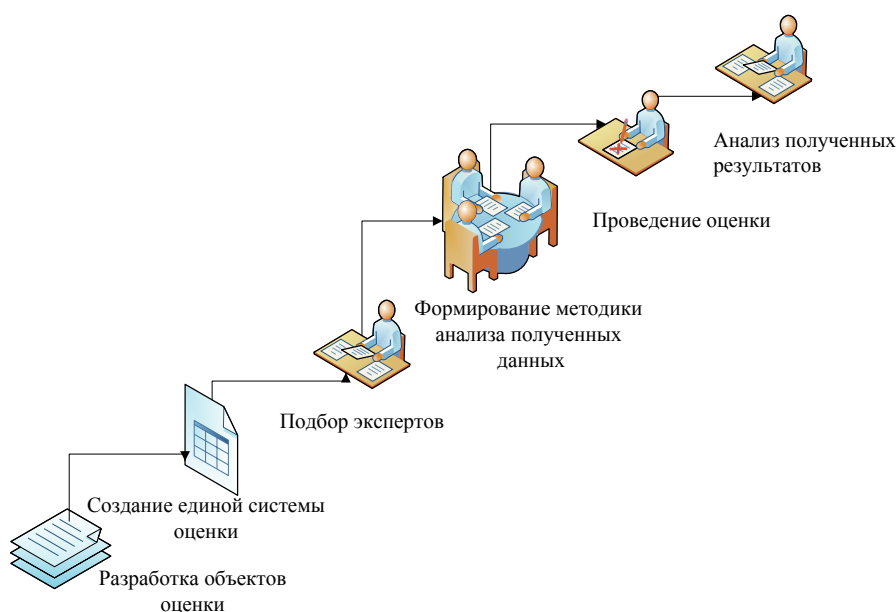 Анализ полученных
результатов
Проведение оценки
Формирование методики
анализа полученных
данных
Подбор экспертов
Создание единой системы
оценки
Разработка объектов
оценки